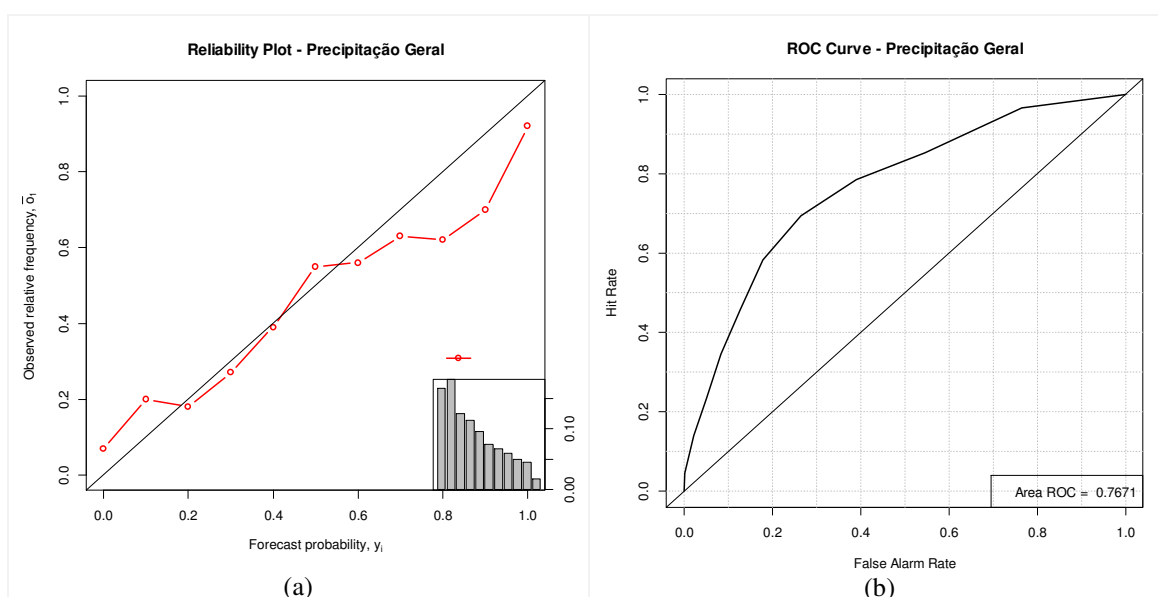 Reliability Plot - Precipitação Geral
Observed relative frequency, o̅₁
0.0 0.2 0.4 0.6 0.8 1.0
0.00 0.10
0.0 0.2 0.4 0.6 0.8 1.0
Forecast probability, yᵢ
(a)
ROC Curve - Precipitação Geral
Hit Rate
0.0 0.2 0.4 0.6 0.8 1.0
Area ROC = 0.7671
0.0 0.2 0.4 0.6 0.8 1.0
False Alarm Rate
(b)